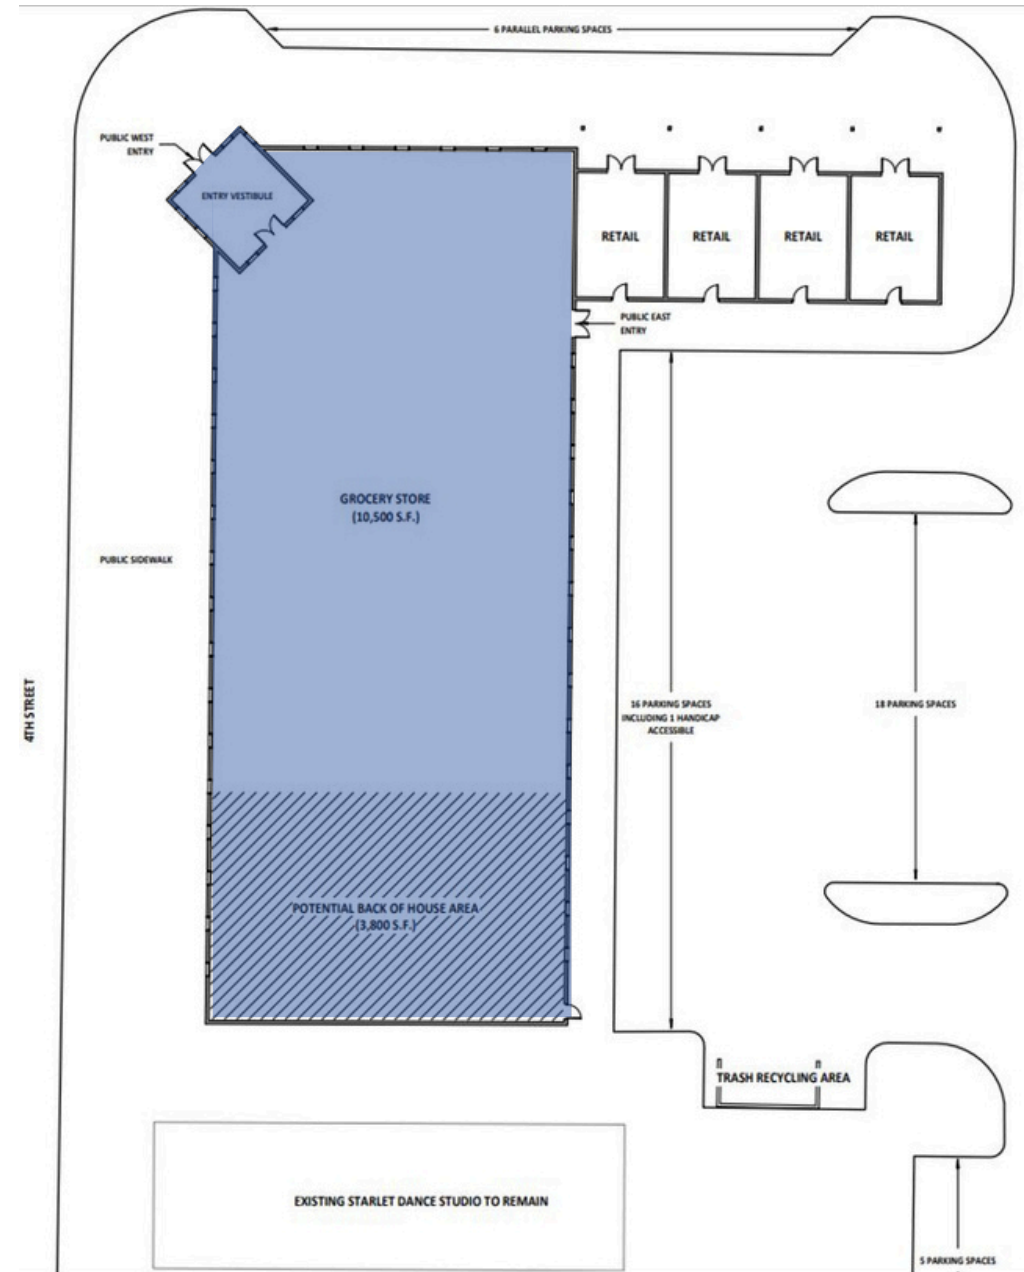 6 PARALLEL PARKING SPACES
PUBLIC WEST
ENTRY
ENTRY VESTIBULE
RETAIL
RETAIL
RETAIL
RETAIL
PUBLIC EAST
ENTRY
GROCERY STORE
(10,500 S.F.)
PUBLIC SIDEWALK
4TH STREET
16 PARKING SPACES
INCLUDING 1 HANDICAP
ACCESSIBLE
18 PARKING SPACES
POTENTIAL BACK OF HOUSE AREA
(3,800 S.F.)
TRASH RECYCLING AREA
EXISTING STARLET DANCE STUDIO TO REMAIN
5 PARKING SPACES